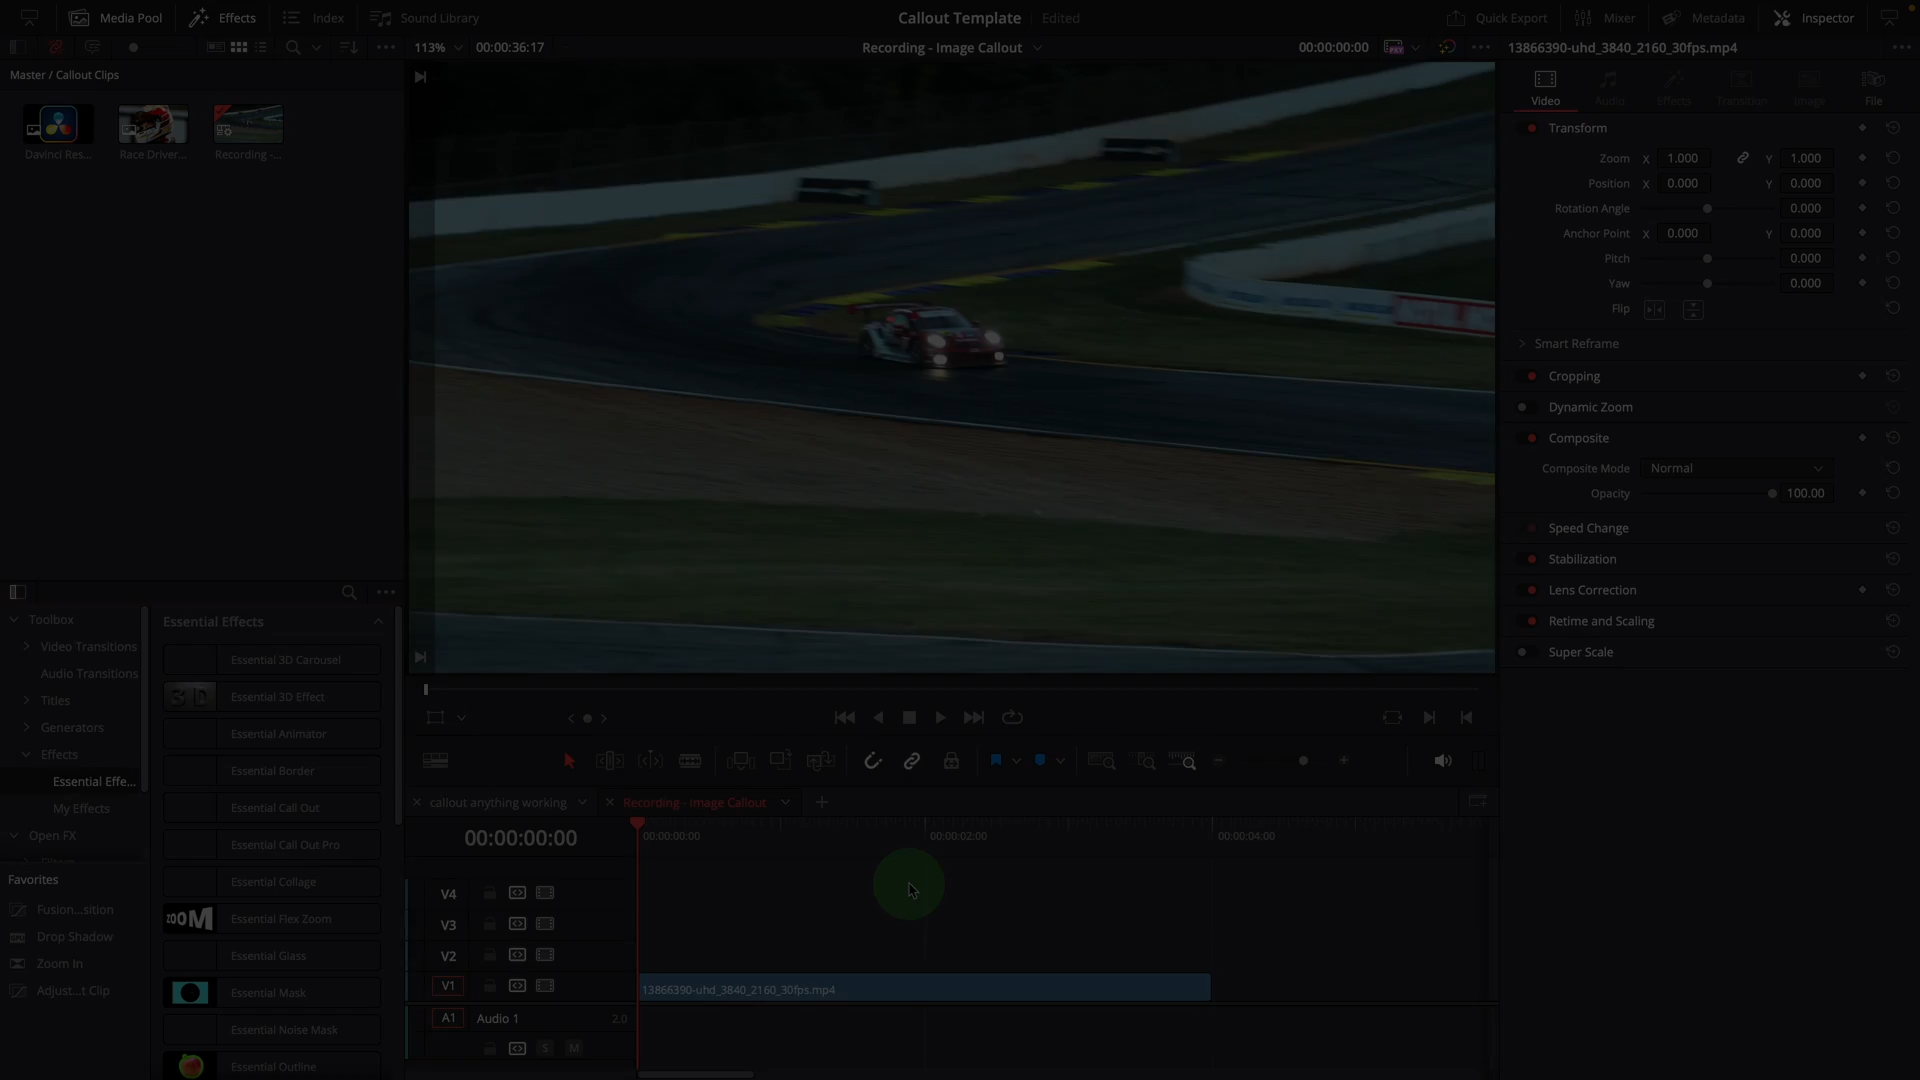 Media Pool
Effects
Index
Sound Library
Callout Template
Edited
Quick Export
Mixer
Metadata
Inspector
113%
00:00:36:17
Recording - Image Callout
00:00:00:00
13866390-uhd_3840_2160_30fps.mp4
Master / Callout Clips
Davinci Res...
Race Driver...
Recording -...
Video
Audio
Effects
Transition
Image
File
Transform
Zoom X 1.000 Y 1.000
Position X 0.000 Y 0.000
Rotation Angle 0.000
Anchor Point X 0.000 Y 0.000
Pitch 0.000
Yaw 0.000
Flip
Smart Reframe
Cropping
Dynamic Zoom
Composite
Composite Mode Normal
Opacity 100.00
Speed Change
Stabilization
Lens Correction
Retime and Scaling
Super Scale
Toolbox
Video Transitions
Audio Transitions
Titles
Generators
Effects
Essential Effe...
My Effects
Open FX
Filters
Favorites
Fusion...sition
Drop Shadow
Zoom In
Adjust...t Clip
Essential Effects
Essential 3D Carousel
3D
Essential 3D Effect
Essential Animator
Essential Border
Essential Call Out
Essential Call Out Pro
Essential Collage
ZOOM
Essential Flex Zoom
Essential Glass
Essential Mask
Essential Noise Mask
Essential Outline
callout anything working
Recording - Image Callout
00:00:00:00
00:00:00:00
00:00:02:00
00:00:04:00
V4
V3
V2
V1
13866390-uhd_3840_2160_30fps.mp4
A1
Audio 1
2.0
S
M